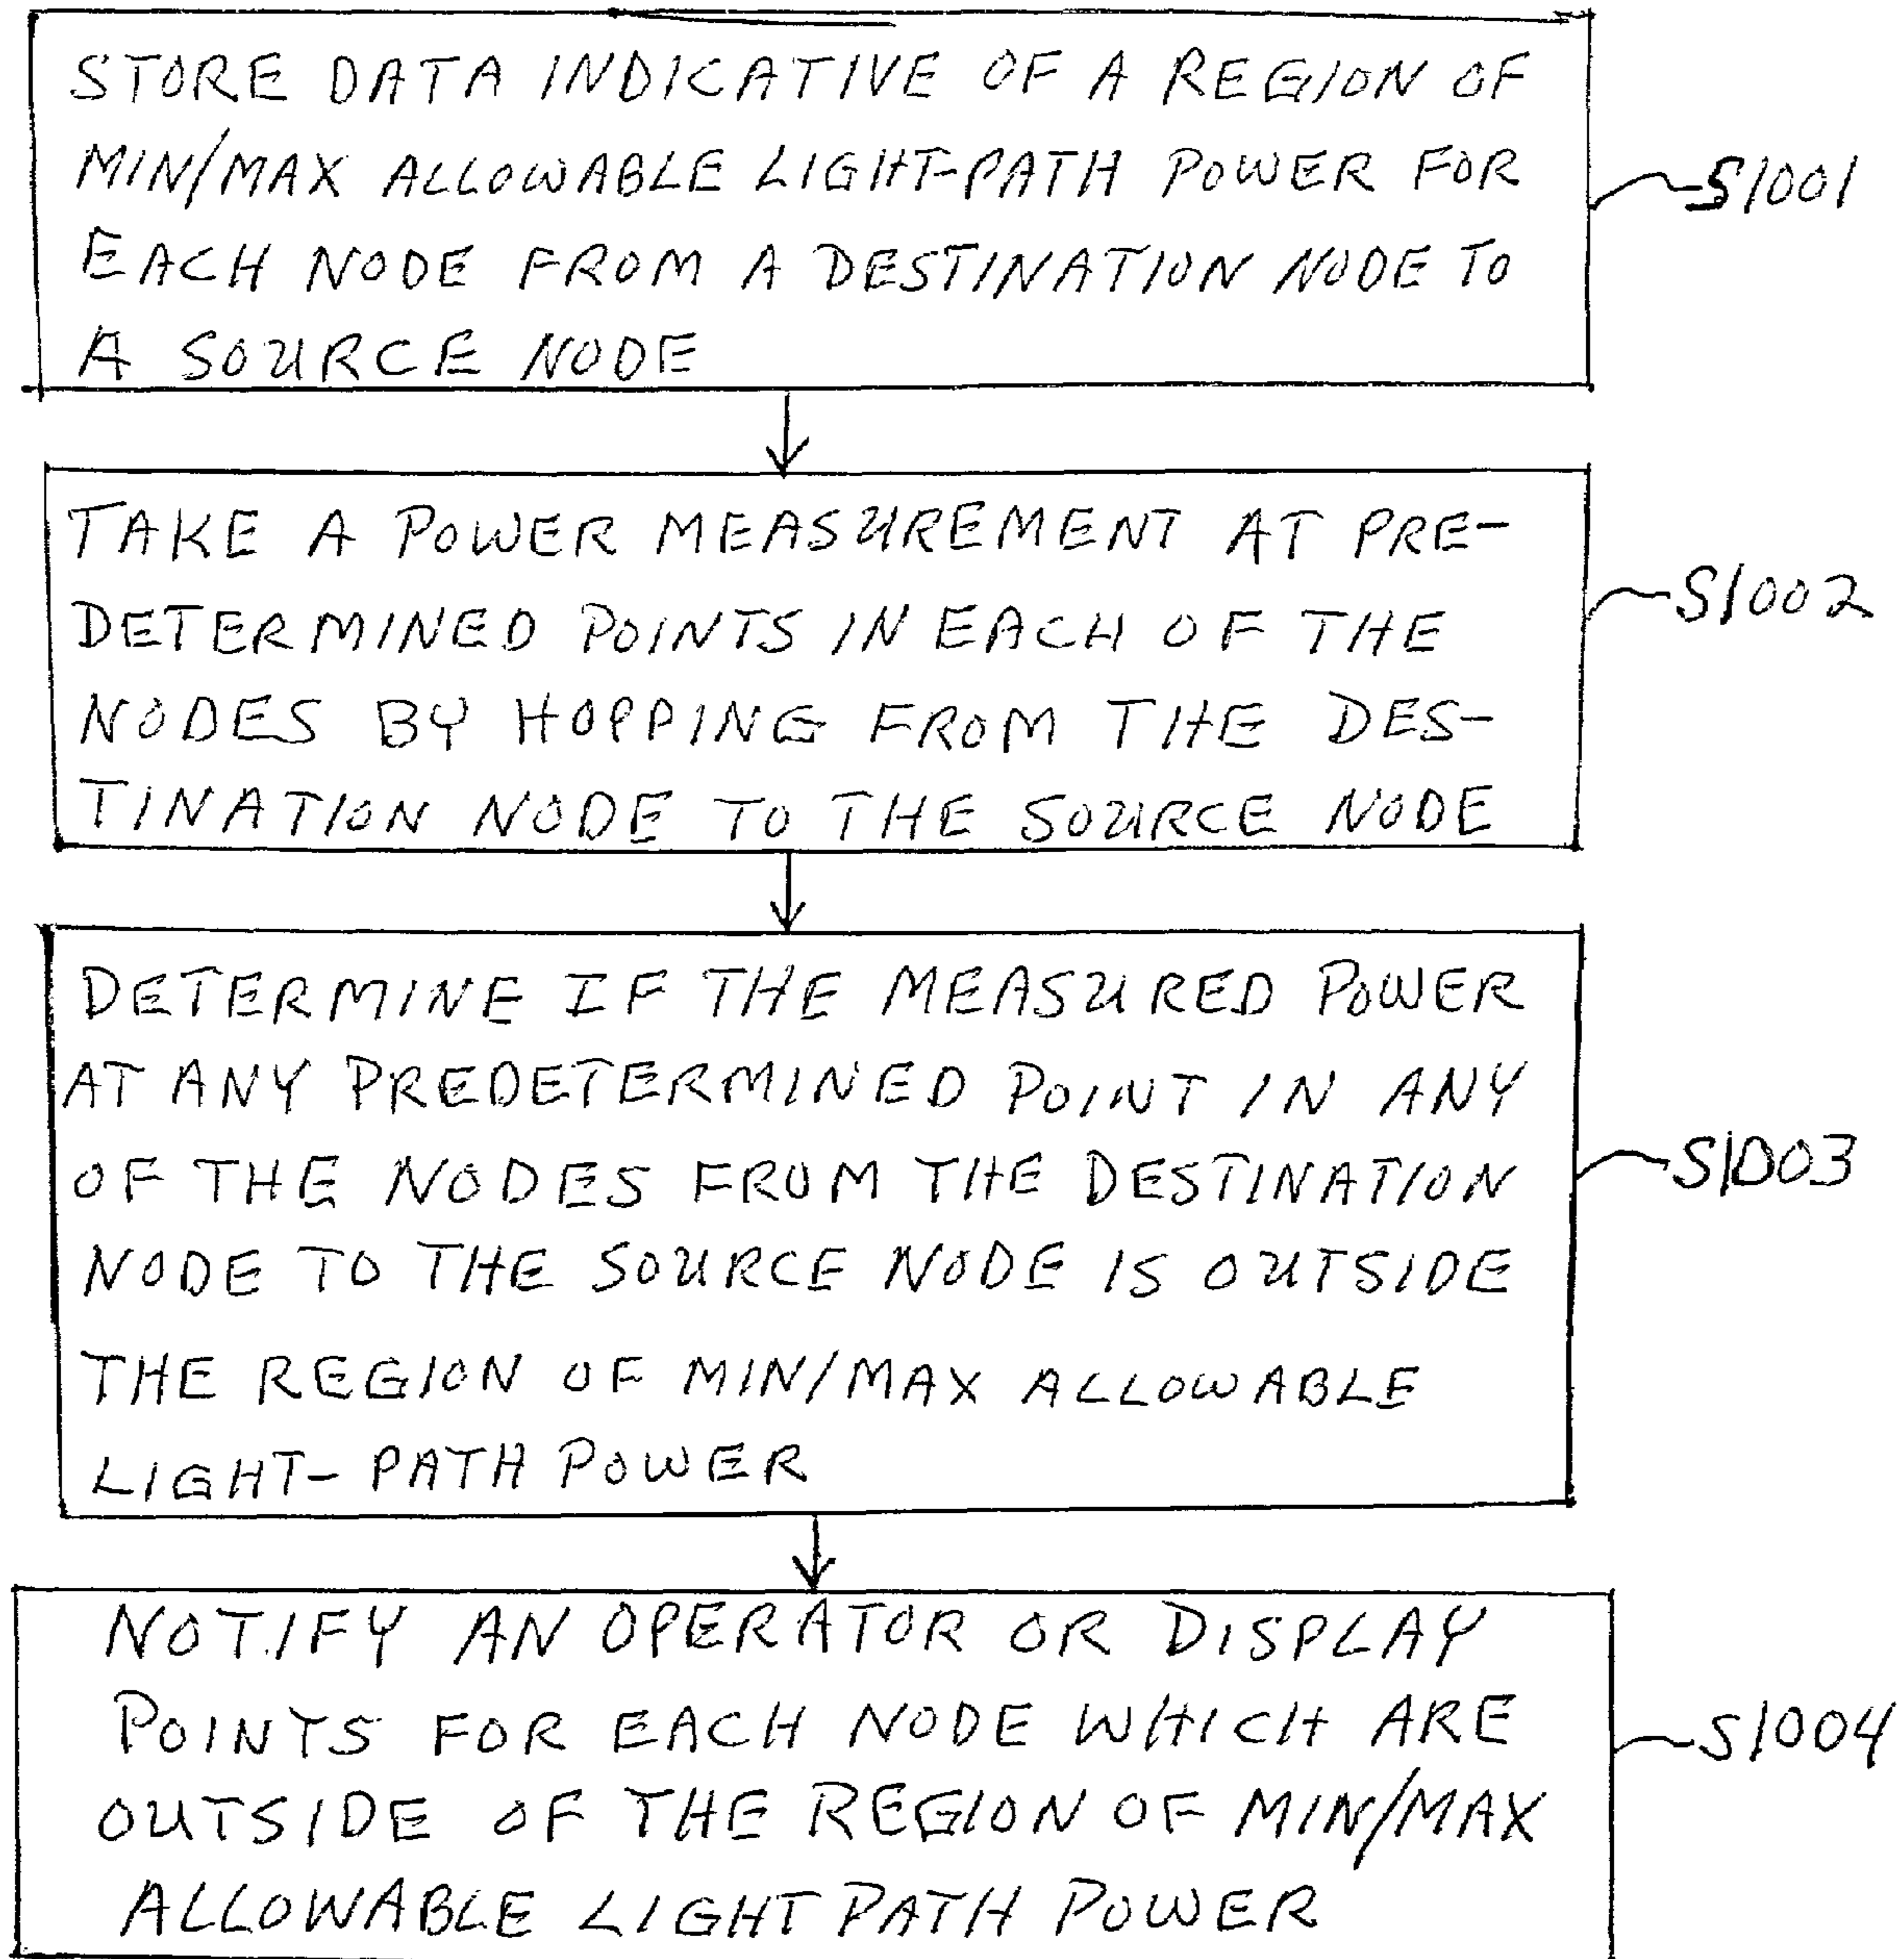 STORE DATA INDICATIVE OF A REGION OF
MIN/MAX ALLOWABLE LIGHT-PATH POWER FOR
EACH NODE FROM A DESTINATION NODE TO
A SOURCE NODE
S1001
TAKE A POWER MEASUREMENT AT PRE-
DETERMINED POINTS IN EACH OF THE
NODES BY HOPPING FROM THE DES-
TINATION NODE TO THE SOURCE NODE
S1002
DETERMINE IF THE MEASURED POWER
AT ANY PREDETERMINED POINT IN ANY
OF THE NODES FROM THE DESTINATION
NODE TO THE SOURCE NODE IS OUTSIDE
THE REGION OF MIN/MAX ALLOWABLE
LIGHT-PATH POWER
S1003
NOTIFY AN OPERATOR OR DISPLAY
POINTS FOR EACH NODE WHICH ARE
OUTSIDE OF THE REGION OF MIN/MAX
ALLOWABLE LIGHT PATH POWER
S1004